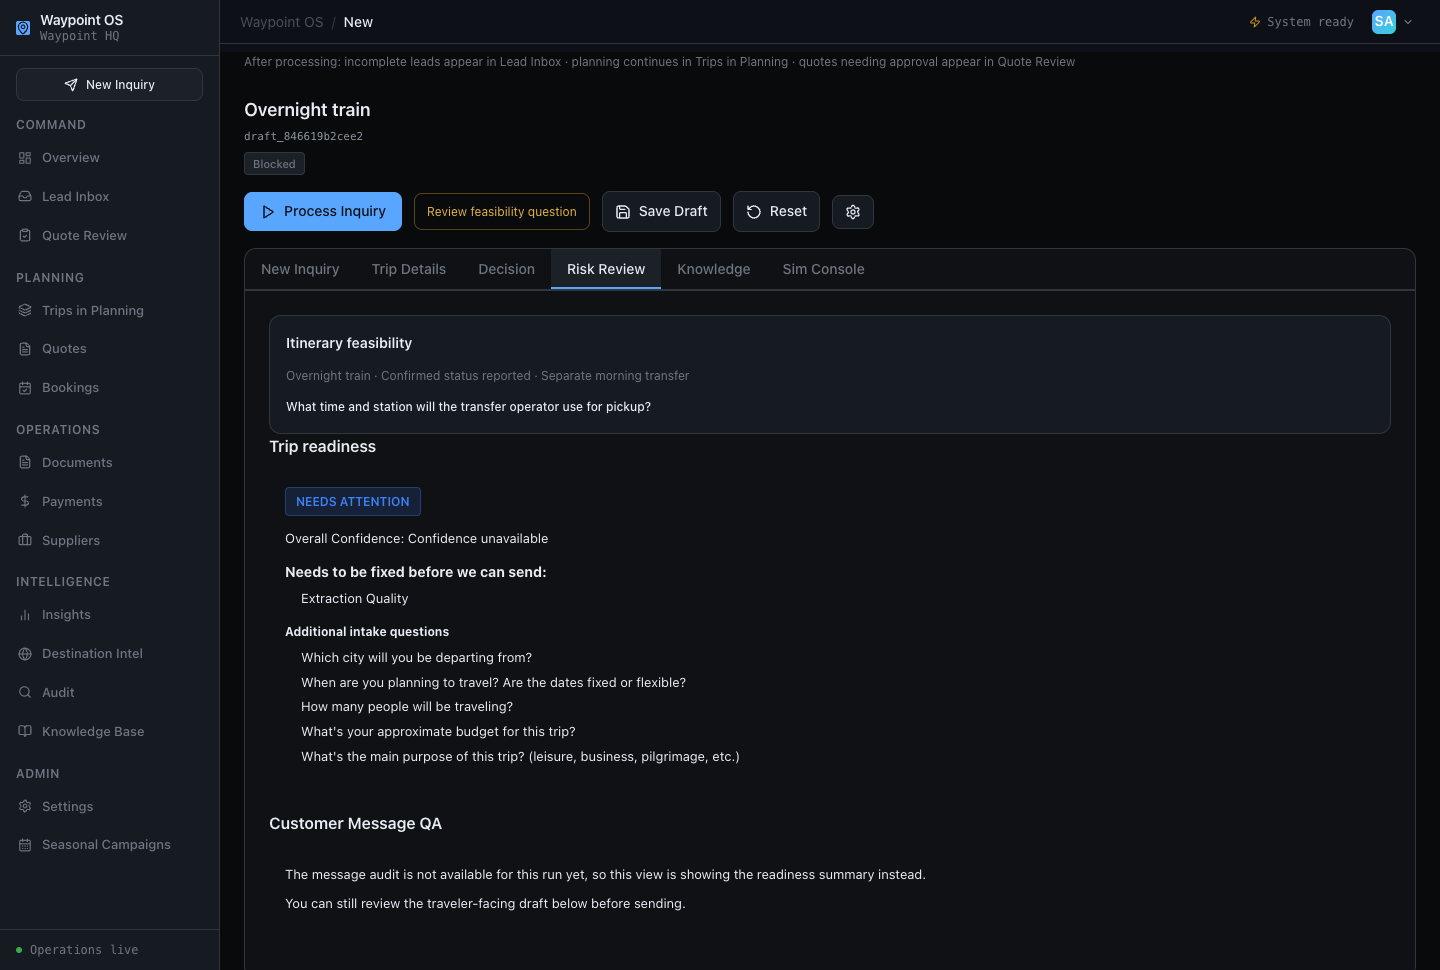 Waypoint OS
Waypoint HQ
New Inquiry
COMMAND
Overview
Lead Inbox
Quote Review
PLANNING
Trips in Planning
Quotes
Bookings
OPERATIONS
Documents
Payments
Suppliers
INTELLIGENCE
Insights
Destination Intel
Audit
Knowledge Base
ADMIN
Settings
Seasonal Campaigns
Operations live
Waypoint OS / New
System ready
SA
After processing: incomplete leads appear in Lead Inbox · planning continues in Trips in Planning · quotes needing approval appear in Quote Review
Overnight train
draft_846619b2cee2
Blocked
Process Inquiry
Review feasibility question
Save Draft
Reset
New Inquiry
Trip Details
Decision
Risk Review
Knowledge
Sim Console
Itinerary feasibility
Overnight train · Confirmed status reported · Separate morning transfer
What time and station will the transfer operator use for pickup?
Trip readiness
NEEDS ATTENTION
Overall Confidence: Confidence unavailable
Needs to be fixed before we can send:
Extraction Quality
Additional intake questions
Which city will you be departing from?
When are you planning to travel? Are the dates fixed or flexible?
How many people will be traveling?
What's your approximate budget for this trip?
What's the main purpose of this trip? (leisure, business, pilgrimage, etc.)
Customer Message QA
The message audit is not available for this run yet, so this view is showing the readiness summary instead.
You can still review the traveler-facing draft below before sending.